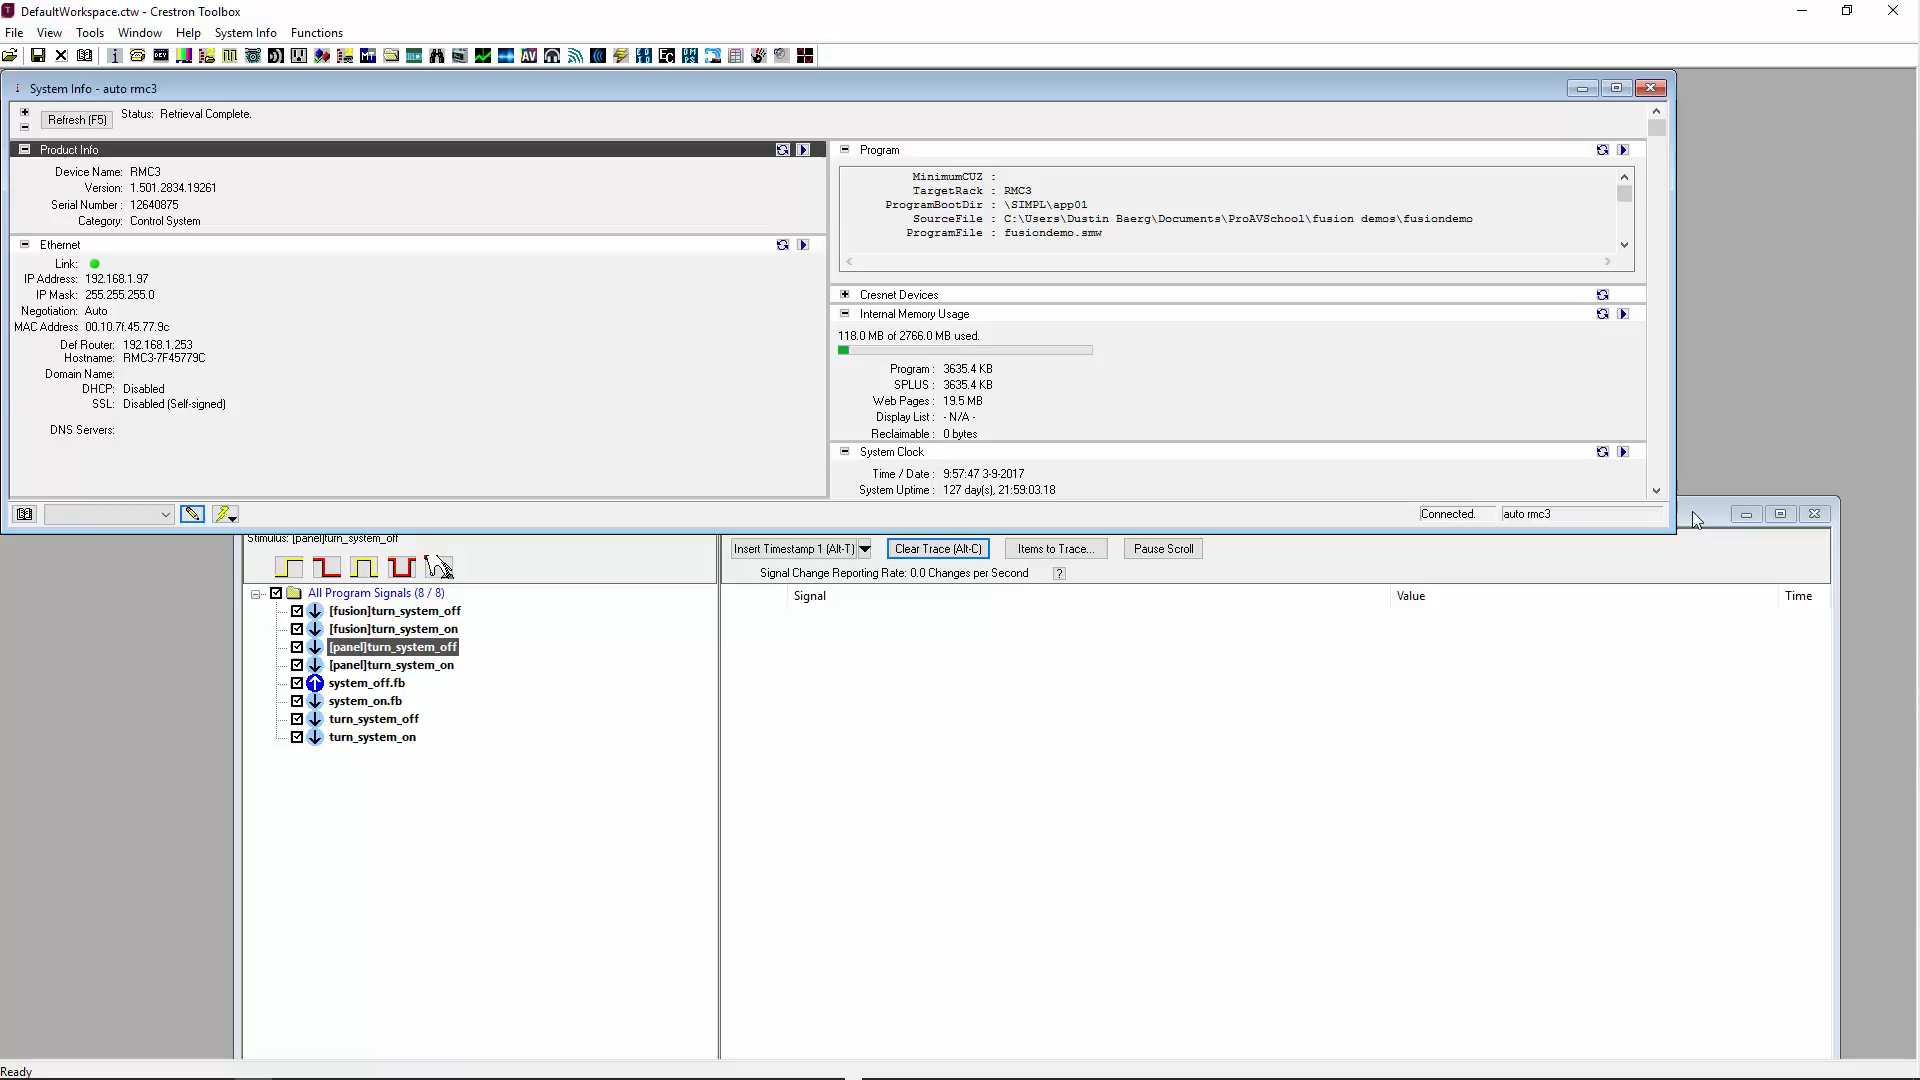 DefaultWorkspace.ctw - Crestron Toolbox
File View Tools Window Help System Info Functions
System Info - auto rmc3
Refresh (F5) Status: Retrieval Complete.
Product Info
Device Name: RMC3
Version: 1.501.2834.19261
Serial Number : 12640875
Category: Control System
Ethernet
Link:
IP Address: 192.168.1.97
IP Mask: 255.255.255.0
Negotiation: Auto
MAC Address 00.10.7f.45.77.9c
Def Router: 192.168.1.253
Hostname: RMC3-7F45779C
Domain Name:
DHCP: Disabled
SSL: Disabled (Self-signed)
DNS Servers:
Program
MinimumCUZ :
TargetRack : RMC3
ProgramBootDir : \SIMPL\app01
SourceFile : C:\Users\Dustin Baerg\Documents\ProAVSchool\fusion demos\fusiondemo
ProgramFile : fusiondemo.smw
Cresnet Devices
Internal Memory Usage
118.0 MB of 2766.0 MB used.
Program : 3635.4 KB
SPLUS : 3635.4 KB
Web Pages : 19.5 MB
Display List : - N/A -
Reclaimable : 0 bytes
System Clock
Time / Date : 9:57:47 3-9-2017
System Uptime : 127 day(s), 21:59:03.18
Connected. auto rmc3
Stimulus: [panel]turn_system_off
Insert Timestamp 1 (Alt-T) Clear Trace (Alt-C) Items to Trace... Pause Scroll
Signal Change Reporting Rate: 0.0 Changes per Second ?
Signal Value Time
All Program Signals (8 / 8)
[fusion]turn_system_off
[fusion]turn_system_on
[panel]turn_system_off
[panel]turn_system_on
system_off.fb
system_on.fb
turn_system_off
turn_system_on
Ready